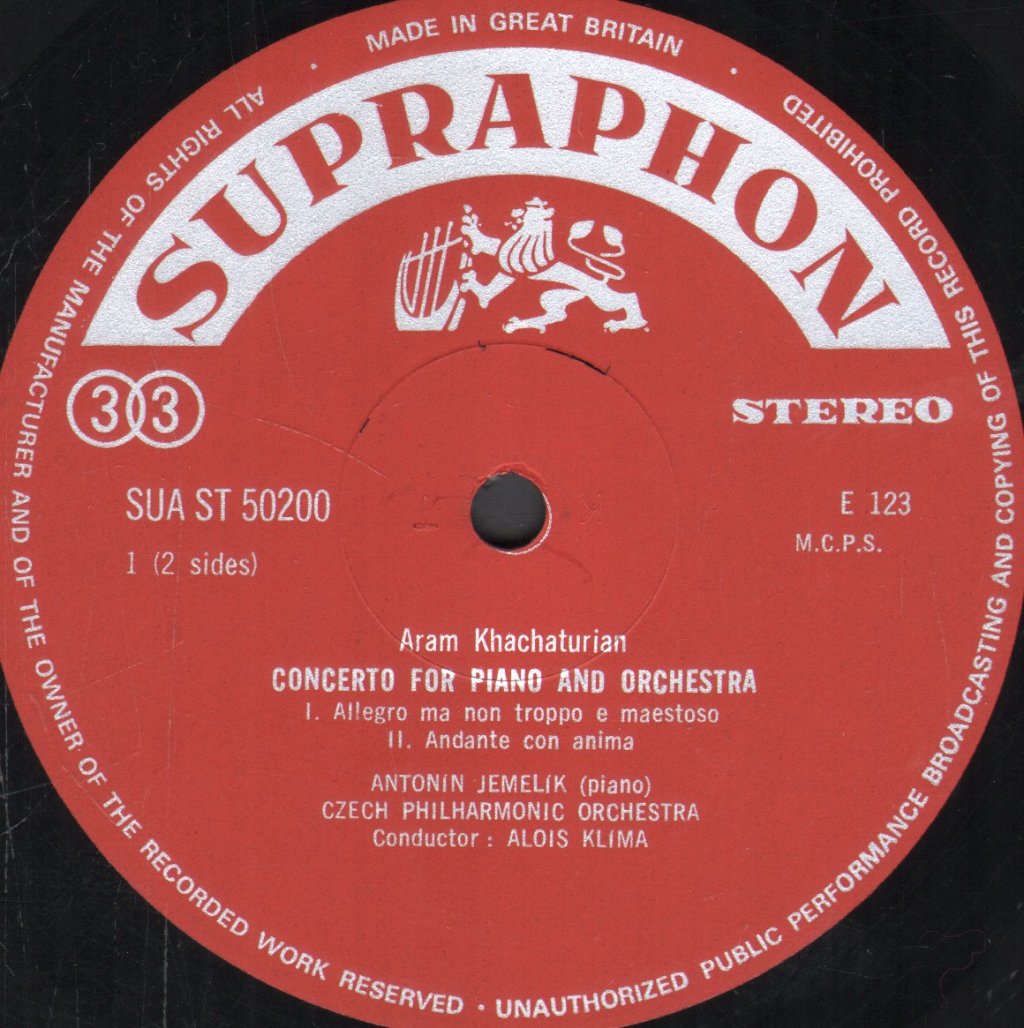 MADE IN GREAT BRITAIN
ALL RIGHTS OF THE MANUFACTURER AND OF THE OWNER OF THE RECORDED WORK RESERVED · UNAUTHORIZED PUBLIC PERFORMANCE BROADCASTING AND COPYING OF THIS RECORD PROHIBITED
SUPRAPHON
33
STEREO
SUA ST 50200
E 123
1 (2 sides)
M.C.P.S.
Aram Khachaturian
CONCERTO FOR PIANO AND ORCHESTRA
I. Allegro ma non troppo e maestoso
II. Andante con anima
ANTONÍN JEMELÍK (piano)
CZECH PHILHARMONIC ORCHESTRA
Conductor : ALOIS KLÍMA